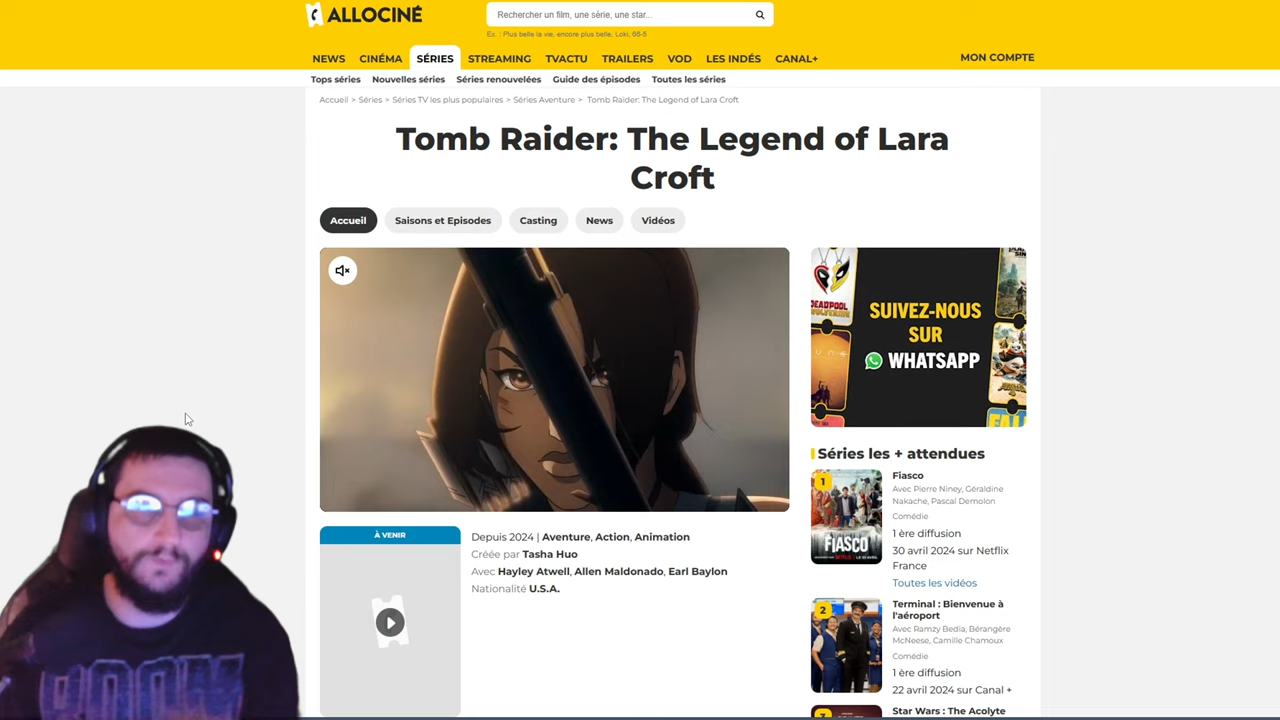 ALLOCINÉ
Rechercher un film, une série, une star...
Ex. : Plus belle la vie, encore plus belle, Loki, 66-5
NEWS CINÉMA SÉRIES STREAMING TVACTU TRAILERS VOD LES INDÉS CANAL+ MON COMPTE
Tops séries Nouvelles séries Séries renouvelées Guide des épisodes Toutes les séries
Accueil > Séries > Séries TV les plus populaires > Séries Aventure > Tomb Raider: The Legend of Lara Croft
Tomb Raider: The Legend of Lara
Croft
Accueil Saisons et Episodes Casting News Vidéos
SUIVEZ-NOUS
SUR
WHATSAPP
DEADPOOL
Séries les + attendues
1
FIASCO
Fiasco
Avec Pierre Niney, Géraldine
Nakache, Pascal Demolon
Comédie
1 ère diffusion
30 avril 2024 sur Netflix
France
Toutes les vidéos
À VENIR
Depuis 2024 | Aventure, Action, Animation
Créée par Tasha Huo
Avec Hayley Atwell, Allen Maldonado, Earl Baylon
Nationalité U.S.A.
2
Terminal : Bienvenue à
l'aéroport
Avec Ramzy Bedia, Bérangère
McNeese, Camille Chamoux
Comédie
1 ère diffusion
22 avril 2024 sur Canal +
Star Wars : The Acolyte